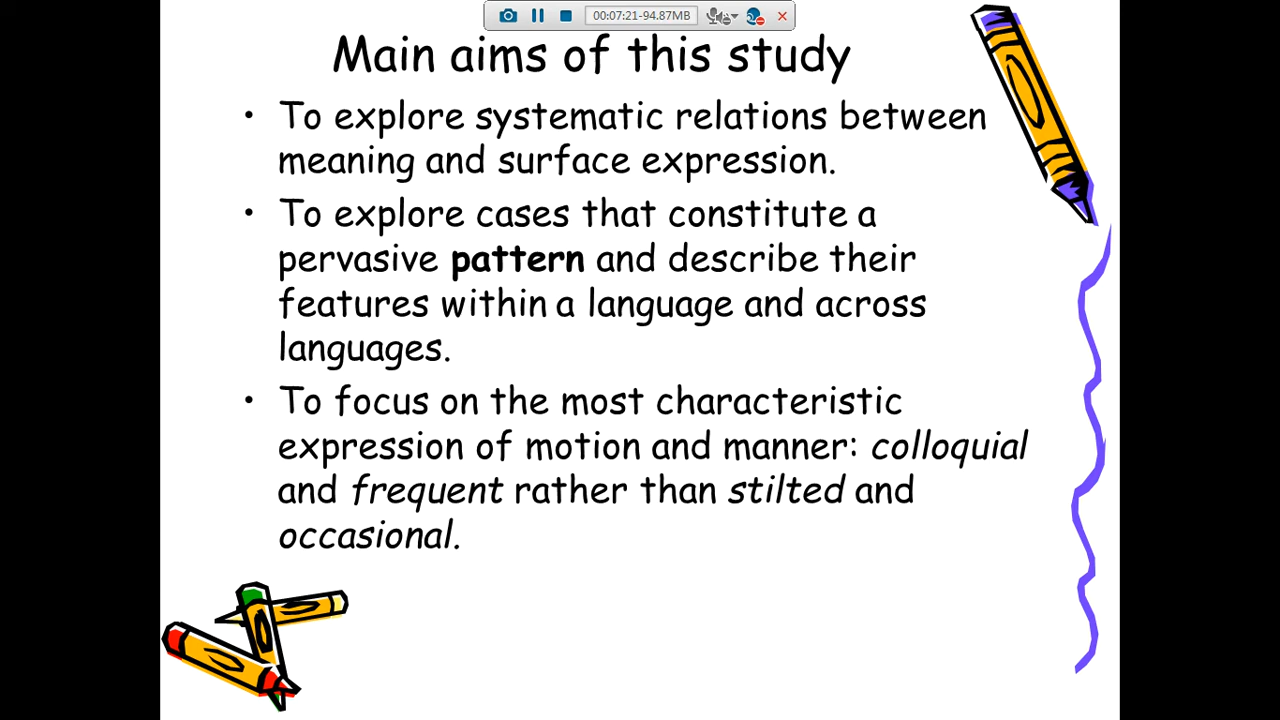 00:07:21-94.87MB
Main aims of this study
• To explore systematic relations between
meaning and surface expression.
• To explore cases that constitute a
pervasive pattern and describe their
features within a language and across
languages.
• To focus on the most characteristic
expression of motion and manner: colloquial
and frequent rather than stilted and
occasional.